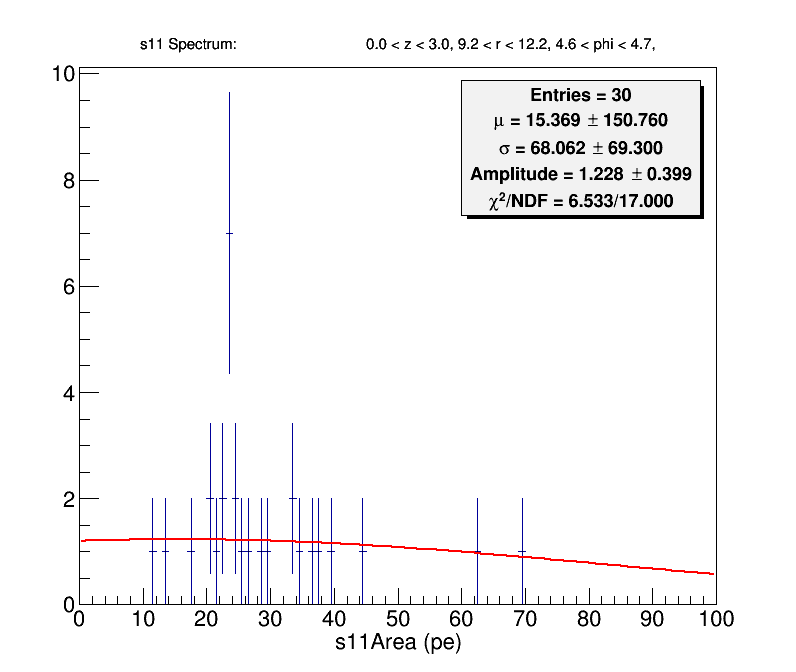 s11 Spectrum: 0.0 < z < 3.0, 9.2 < r < 12.2, 4.6 < phi < 4.7,
Entries = 30
μ = 15.369 ± 150.760
σ = 68.062 ± 69.300
Amplitude = 1.228 ± 0.399
χ²/NDF = 6.533/17.000
10
8
6
4
2
0
0 10 20 30 40 50 60 70 80 90 100
s11Area (pe)